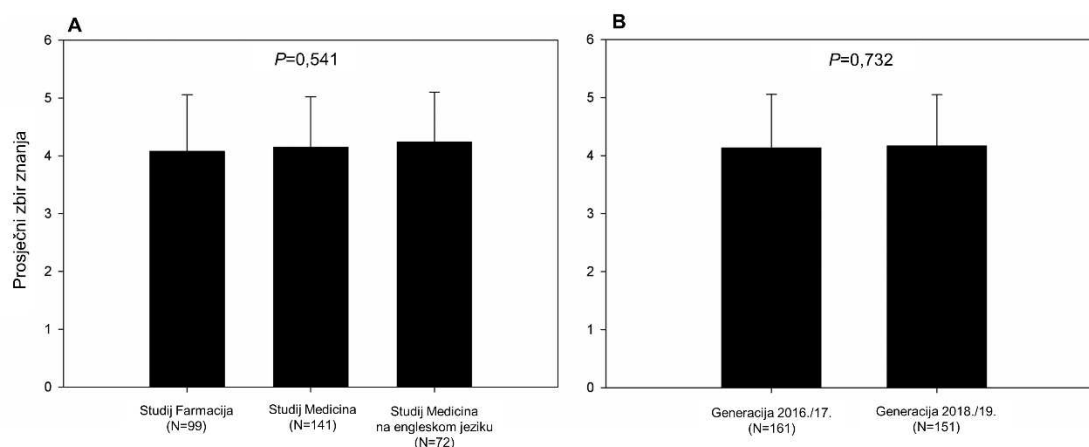 A
P=0,541
Prosječni zbir znanja
6
5
4
3
2
1
0
Studij Farmacija
(N=99)
Studij Medicina
(N=141)
Studij Medicina
na engleskom jeziku
(N=72)
B
P=0,732
6
5
4
3
2
1
0
Generacija 2016./17.
(N=161)
Generacija 2018./19.
(N=151)